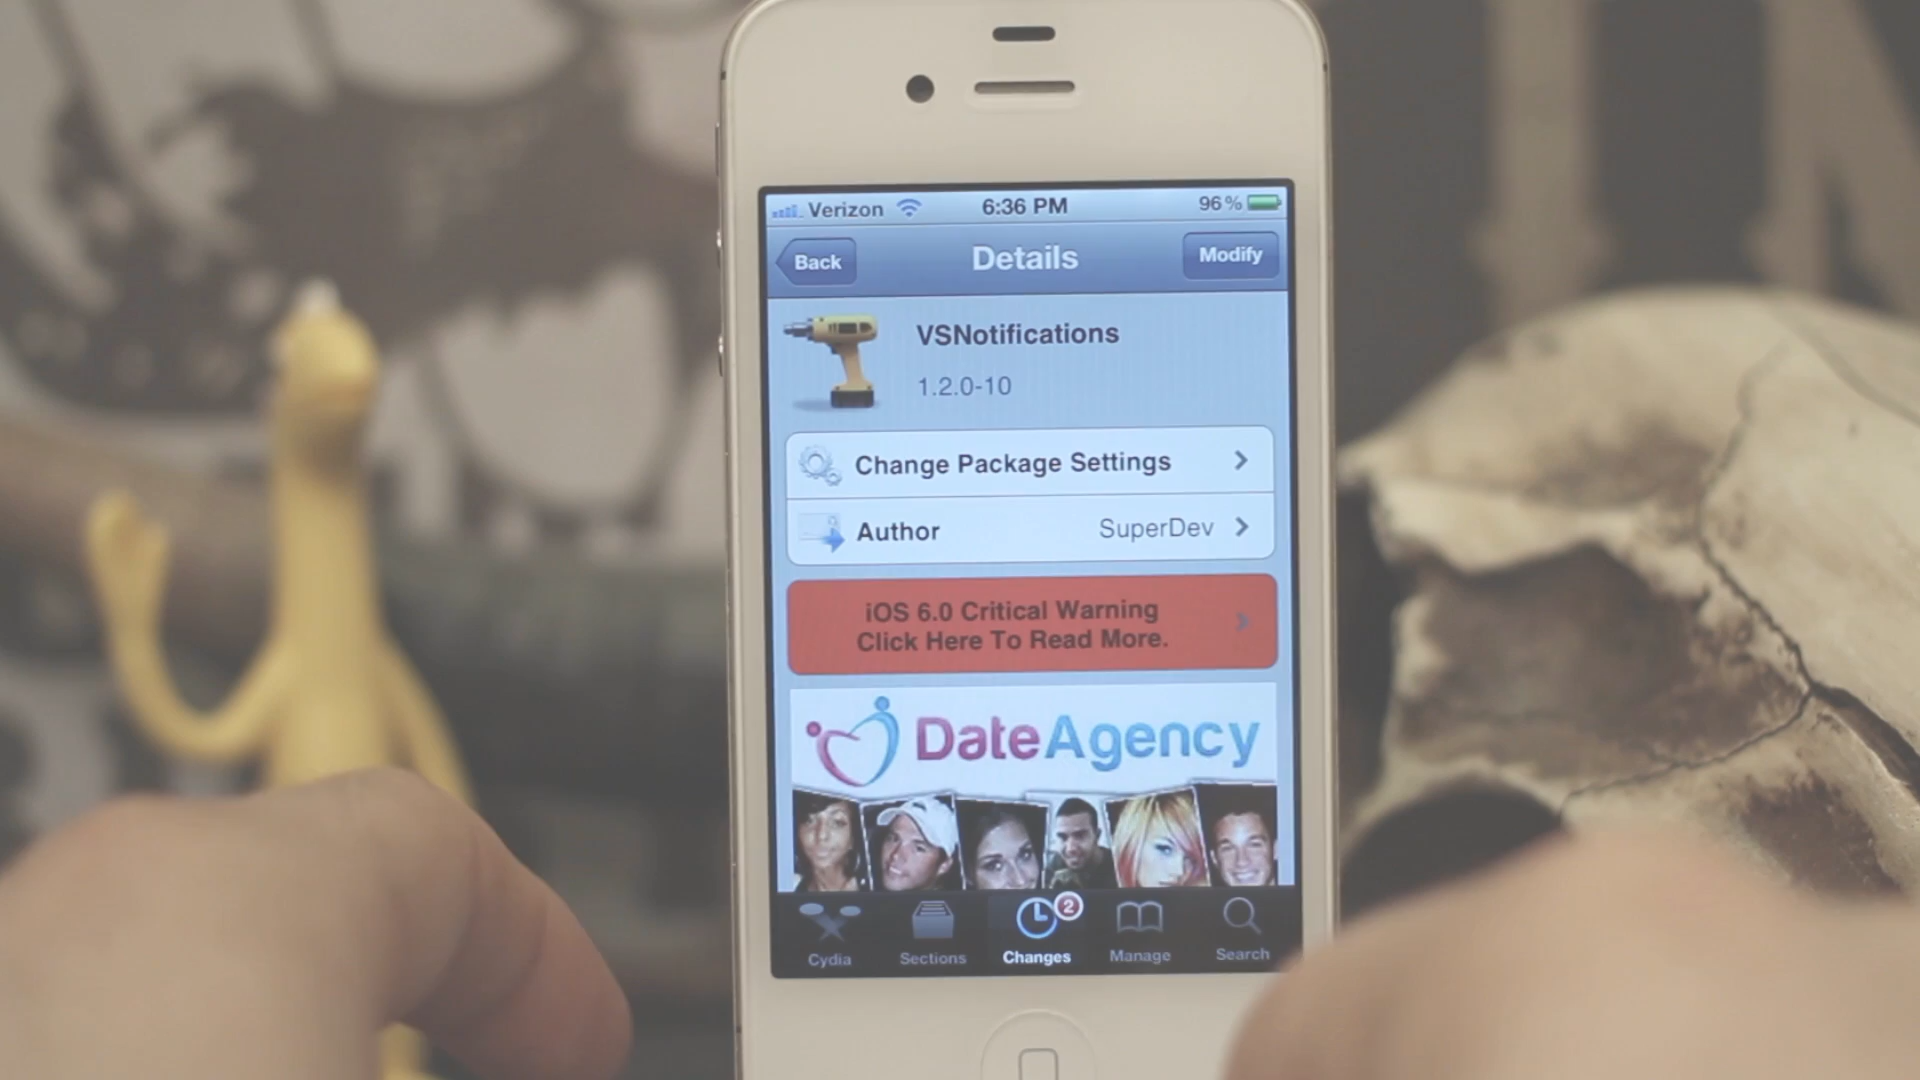 Verizon 6:36 PM 96%
Back Details Modify
VSNotifications
1.2.0-10
Change Package Settings
Author SuperDev
iOS 6.0 Critical Warning
Click Here To Read More.
DateAgency
2
Cydia Sections Changes Manage Search